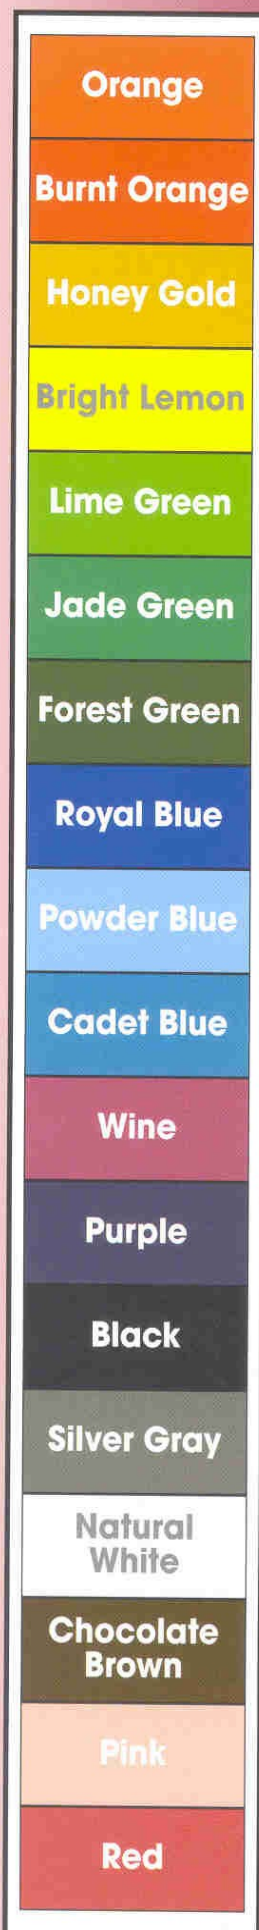 Orange
Burnt Orange
Honey Gold
Bright Lemon
Lime Green
Jade Green
Forest Green
Royal Blue
Powder Blue
Cadet Blue
Wine
Purple
Black
Silver Gray
Natural
White
Chocolate
Brown
Pink
Red